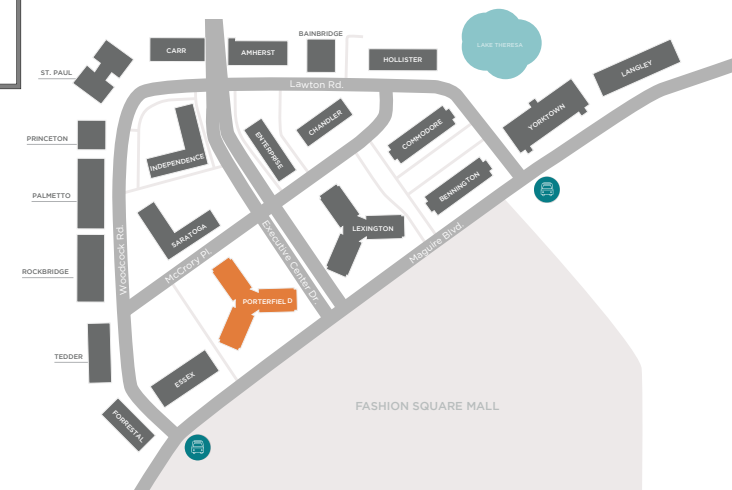 BAINBRIDGE
CARR
AMHERST
HOLLISTER
LAKE THERESA
LANGLEY
ST. PAUL
Lawton Rd.
YORKTOWN
CHANDLER
COMMODORE
ENTERPRISE
PRINCETON
INDEPENDENCE
BENNINGTON
PALMETTO
SARATOGA
LEXINGTON
Woodcock Rd.
McCrory Pl.
Executive Center Dr.
Maguire Blvd.
ROCKBRIDGE
PORTERFIELD
TEDDER
ESSEX
FORRESTAL
FASHION SQUARE MALL